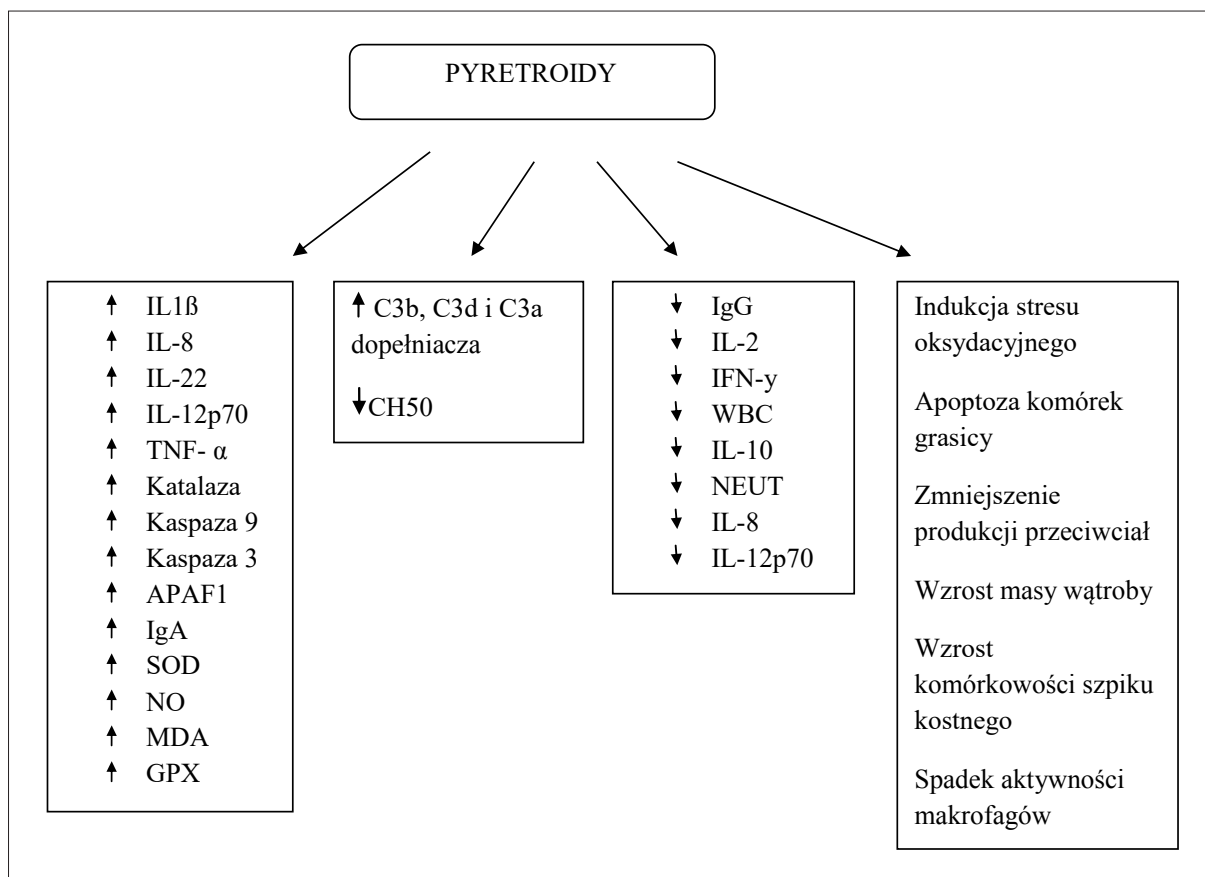 PYRETROIDY
↑ IL1ß
↑ IL-8
↑ IL-22
↑ IL-12p70
↑ TNF- α
↑ Katalaza
↑ Kaspaza 9
↑ Kaspaza 3
↑ APAF1
↑ IgA
↑ SOD
↑ NO
↑ MDA
↑ GPX
↑ C3b, C3d i C3a
dopełniacza
↓CH50
↓ IgG
↓ IL-2
↓ IFN-y
↓ WBC
↓ IL-10
↓ NEUT
↓ IL-8
↓ IL-12p70
Indukcja stresu
oksydacyjnego
Apoptoza komórek
grasicy
Zmniejszenie
produkcji przeciwciał
Wzrost masy wątroby
Wzrost
komórkowości szpiku
kostnego
Spadek aktywności
makrofagów